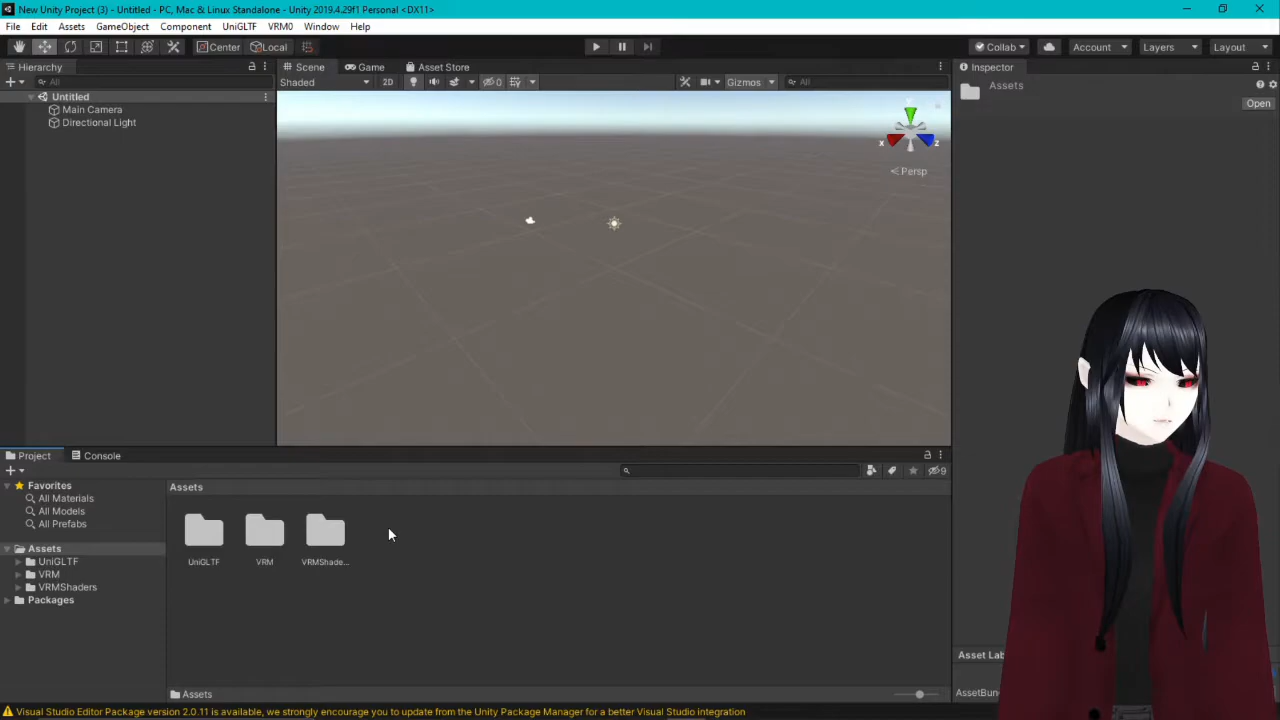 New Unity Project (3) - Untitled - PC, Mac & Linux Standalone - Unity 2019.4.29f1 Personal <DX11>
File Edit Assets GameObject Component UniGLTF VRM0 Window Help
Center Local Collab Account Layers Layout
Hierarchy Scene Game Asset Store Inspector
All Shaded 2D 0 Gizmos All Assets
Open
Untitled
Main Camera
Directional Light
x z
Persp
Project Console
9
Favorites Assets
All Materials
All Models
All Prefabs
Assets
UniGLTF UniGLTF VRM VRMShade...
VRM
VRMShaders
Packages
Asset Lab
Assets AssetBun
Visual Studio Editor Package version 2.0.11 is available, we strongly encourage you to update from the Unity Package Manager for a better Visual Studio integration